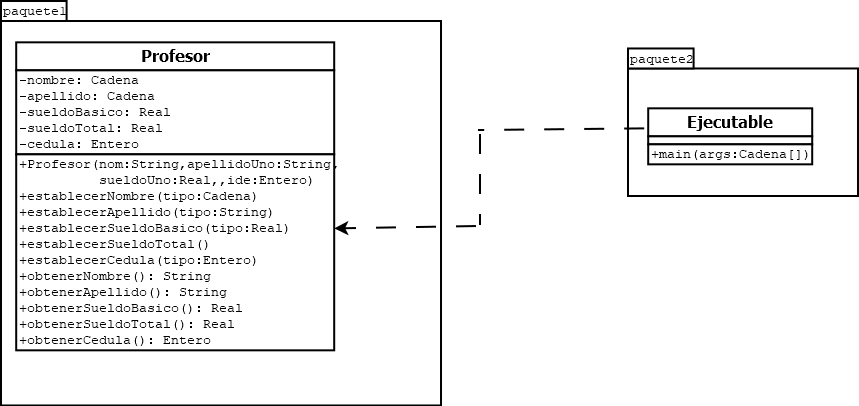 paquete1
Profesor
-nombre: Cadena
-apellido: Cadena
-sueldoBasico: Real
-sueldoTotal: Real
-cedula: Entero
+Profesor(nom:String,apellidoUno:String,
sueldoUno:Real,,ide:Entero)
+establecerNombre(tipo:Cadena)
+establecerApellido(tipo:String)
+establecerSueldoBasico(tipo:Real)
+establecerSueldoTotal()
+establecerCedula(tipo:Entero)
+obtenerNombre(): String
+obtenerApellido(): String
+obtenerSueldoBasico(): Real
+obtenerSueldoTotal(): Real
+obtenerCedula(): Entero
paquete2
Ejecutable
+main(args:Cadena[])